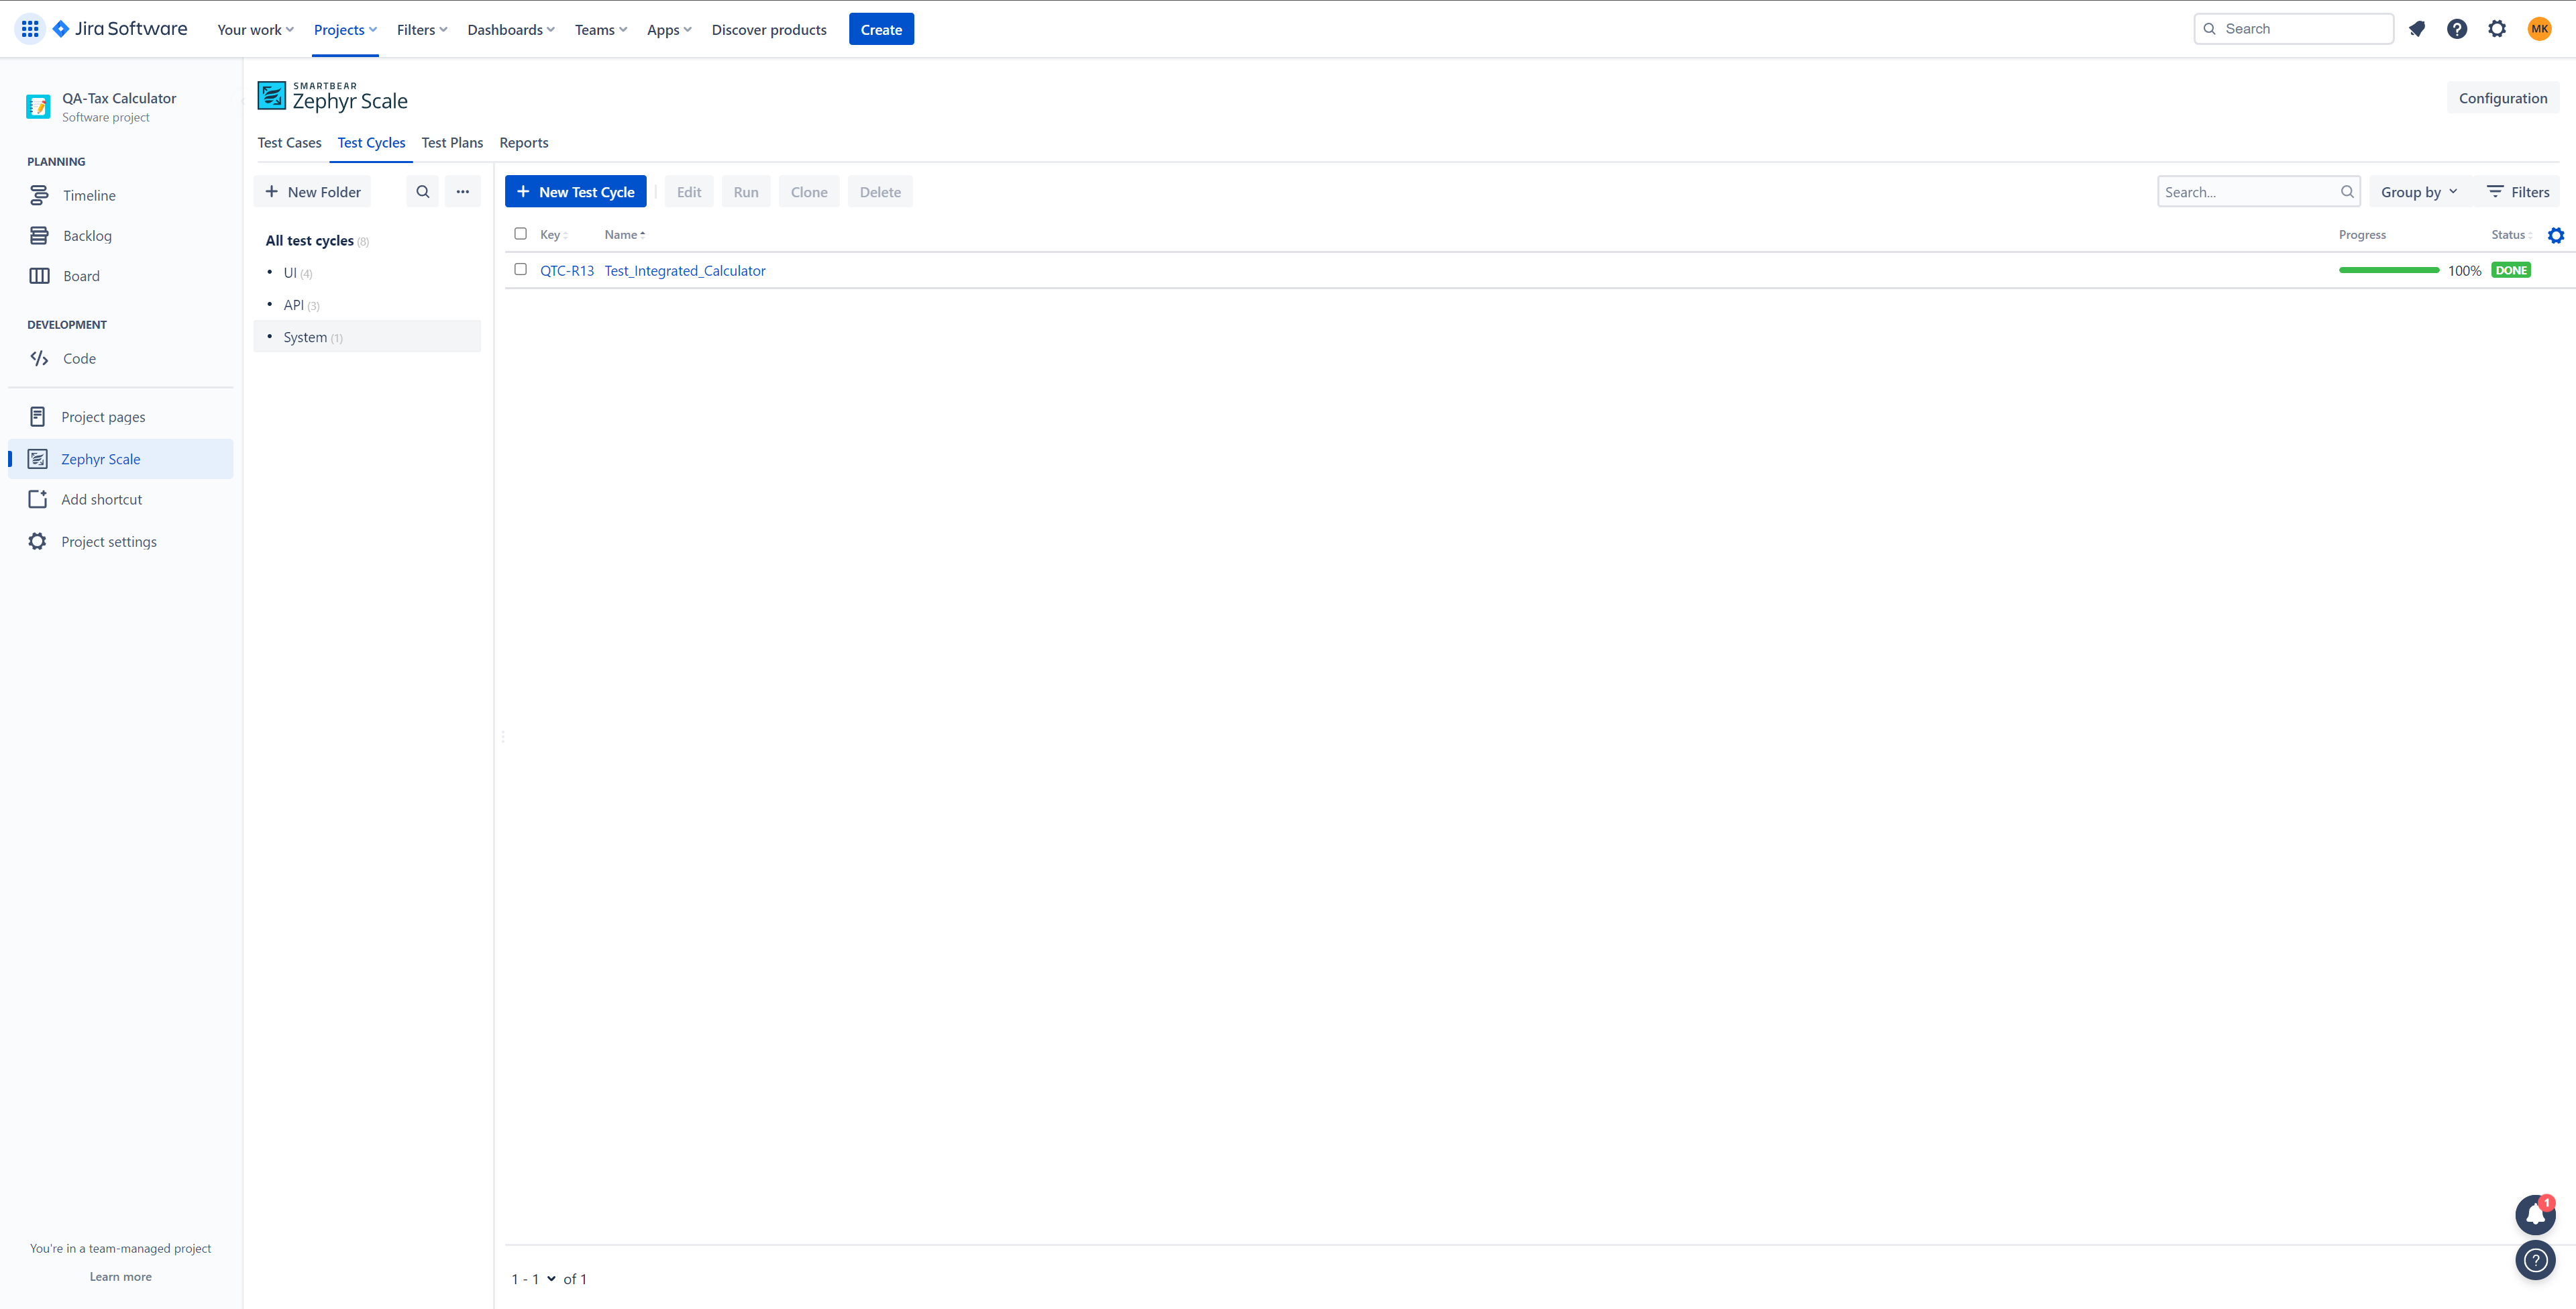 Jira Software
Your work
Projects
Filters
Dashboards
Teams
Apps
Discover products
Create
Search
MK
QA-Tax Calculator
Software project
PLANNING
Timeline
Backlog
Board
DEVELOPMENT
Code
Project pages
Zephyr Scale
Add shortcut
Project settings
You're in a team-managed project
Learn more
SMARTBEAR
Zephyr Scale
Configuration
Test Cases
Test Cycles
Test Plans
Reports
New Folder
All test cycles (8)
UI (4)
API (3)
System (1)
New Test Cycle
Edit
Run
Clone
Delete
Search...
Group by
Filters
Key
Name
Progress
Status
QTC-R13
Test_Integrated_Calculator
100%
DONE
1 - 1 of 1
1